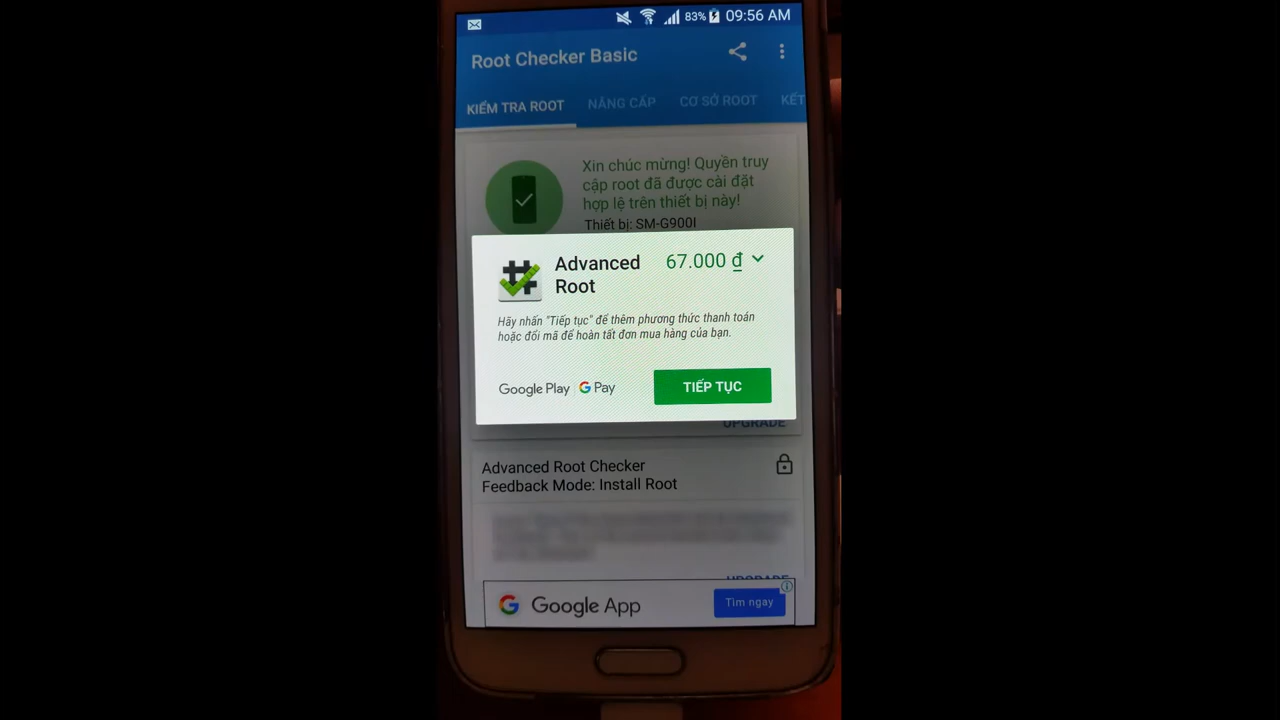 83% 09:56 AM
Root Checker Basic
KIỂM TRA ROOT NÂNG CẤP CƠ SỞ ROOT KẾT
Xin chúc mừng! Quyền truy
cập root đã được cài đặt
hợp lệ trên thiết bị này!
Thiết bị: SM-G900I
Advanced
Root
67.000 ₫
Hãy nhấn "Tiếp tục" để thêm phương thức thanh toán
hoặc đổi mã để hoàn tất đơn mua hàng của bạn.
Google Play G Pay
TIẾP TỤC
UPGRADE
Advanced Root Checker
Feedback Mode: Install Root
UPGRADE
Google App
Tìm ngay